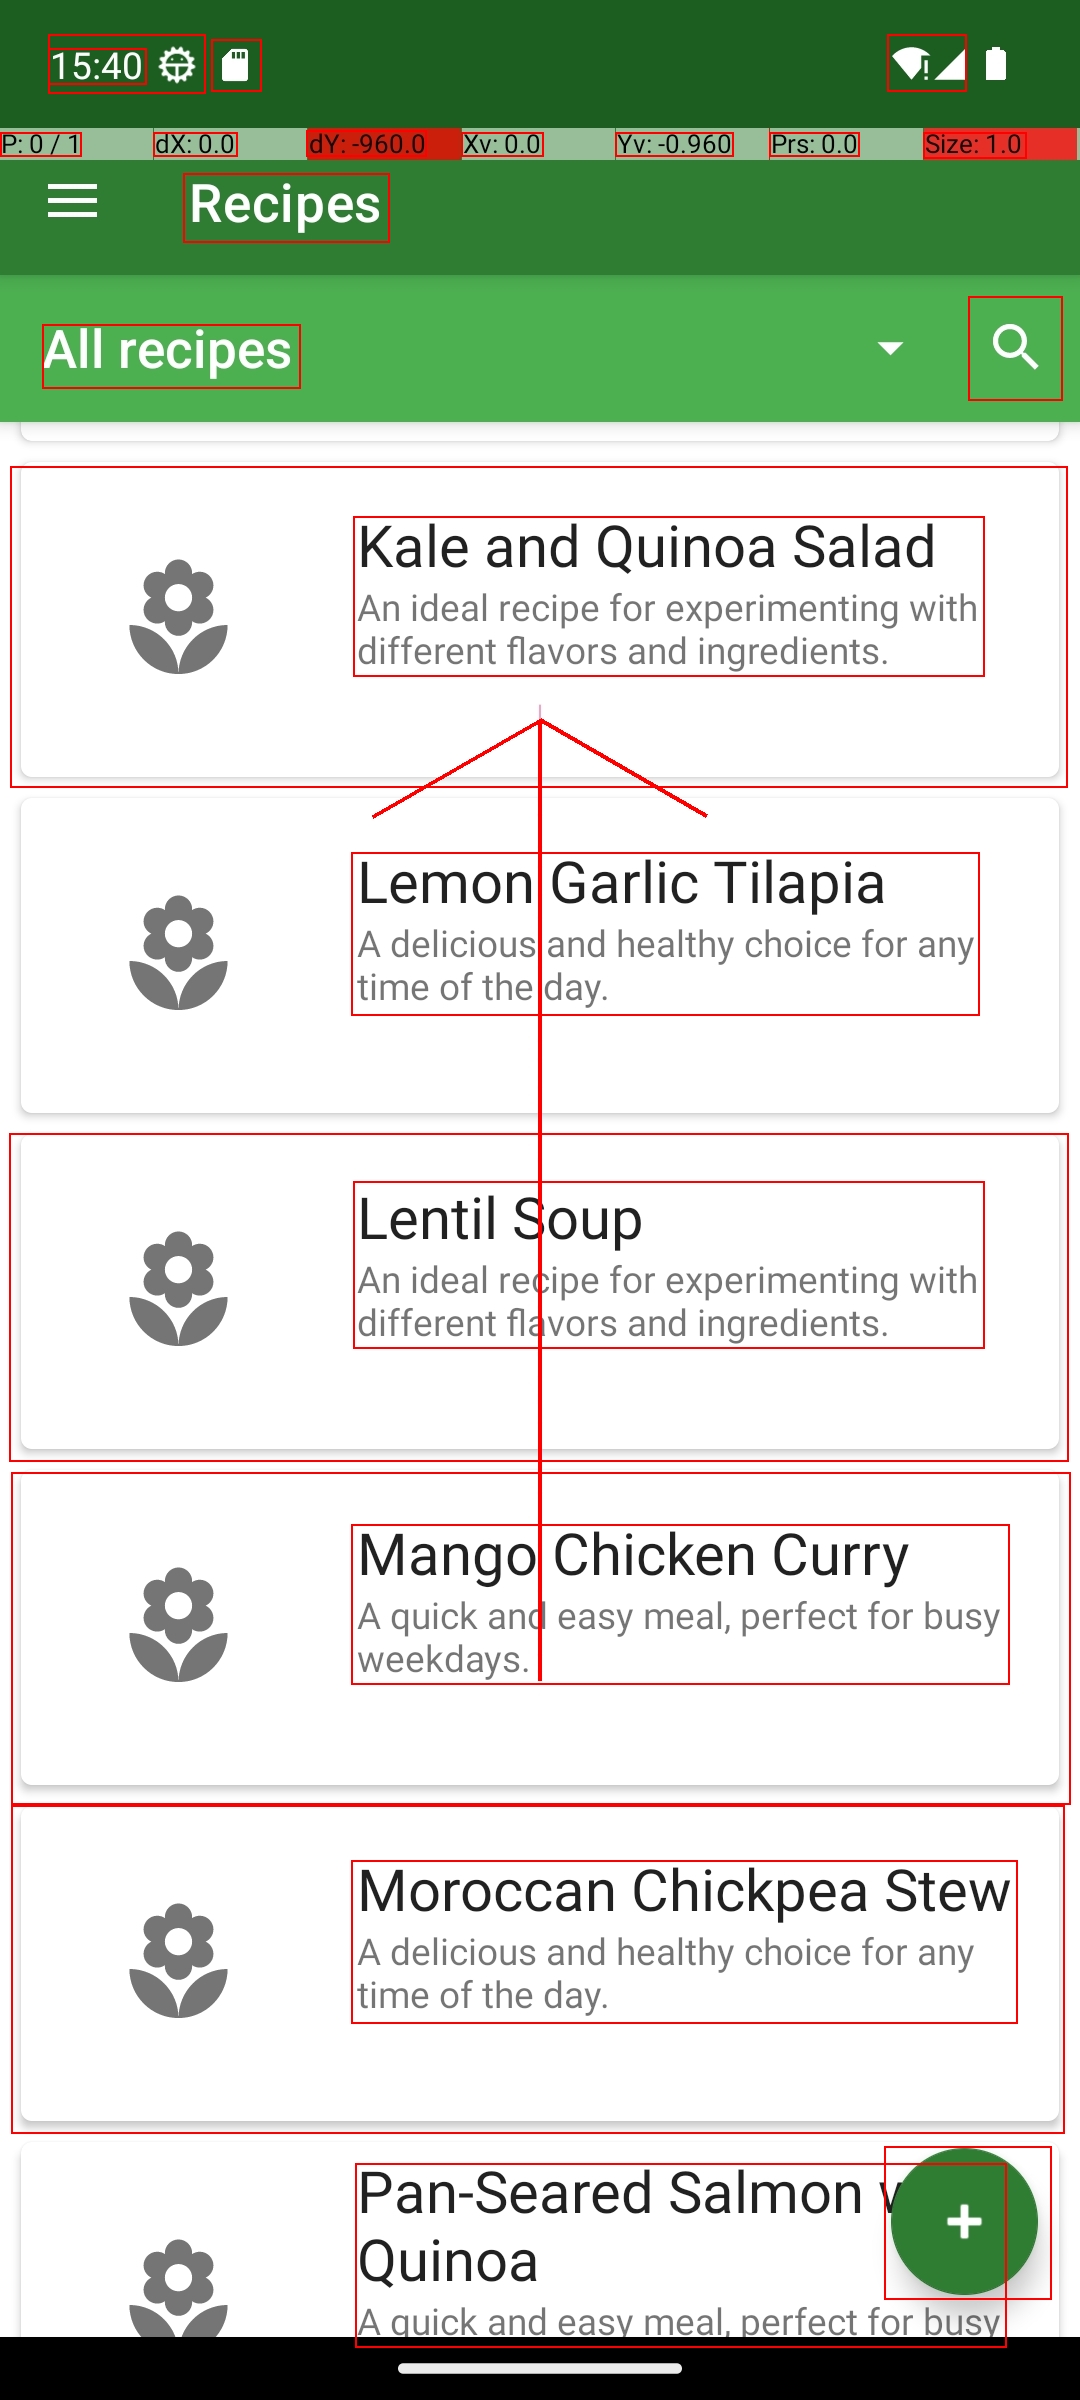 15:40
P: 0 / 1 dX: 0.0 dY: -960.0 Xv: 0.0 Yv: -0.960 Prs: 0.0 Size: 1.0
Recipes
All recipes
Kale and Quinoa Salad
An ideal recipe for experimenting with
different flavors and ingredients.
Lemon Garlic Tilapia
A delicious and healthy choice for any
time of the day.
Lentil Soup
An ideal recipe for experimenting with
different flavors and ingredients.
Mango Chicken Curry
A quick and easy meal, perfect for busy
weekdays.
Moroccan Chickpea Stew
A delicious and healthy choice for any
time of the day.
Pan-Seared Salmon
Quinoa
A quick and easy meal, perfect for busy